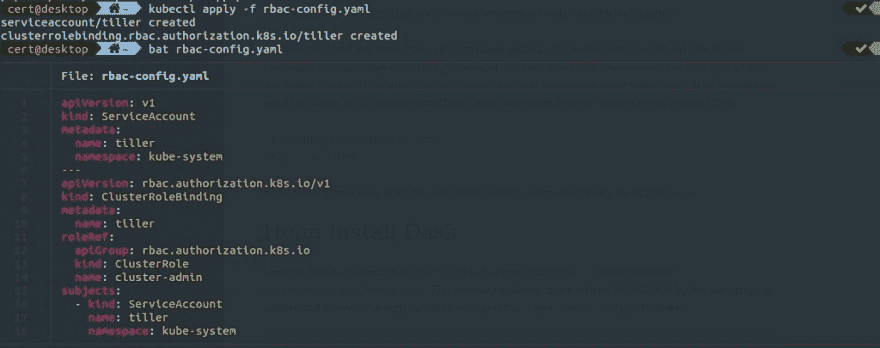 cert@desktop ~ kubectl apply -f rbac-config.yaml
serviceaccount/tiller created
clusterrolebinding.rbac.authorization.k8s.io/tiller created
cert@desktop ~ bat rbac-config.yaml
File: rbac-config.yaml
1 apiVersion: v1
2 kind: ServiceAccount
3 metadata:
4   name: tiller
5   namespace: kube-system
6 ---
7 apiVersion: rbac.authorization.k8s.io/v1
8 kind: ClusterRoleBinding
9 metadata:
10   name: tiller
11 roleRef:
12   apiGroup: rbac.authorization.k8s.io
13   kind: ClusterRole
14   name: cluster-admin
15 subjects:
16   - kind: ServiceAccount
17     name: tiller
18     namespace: kube-system